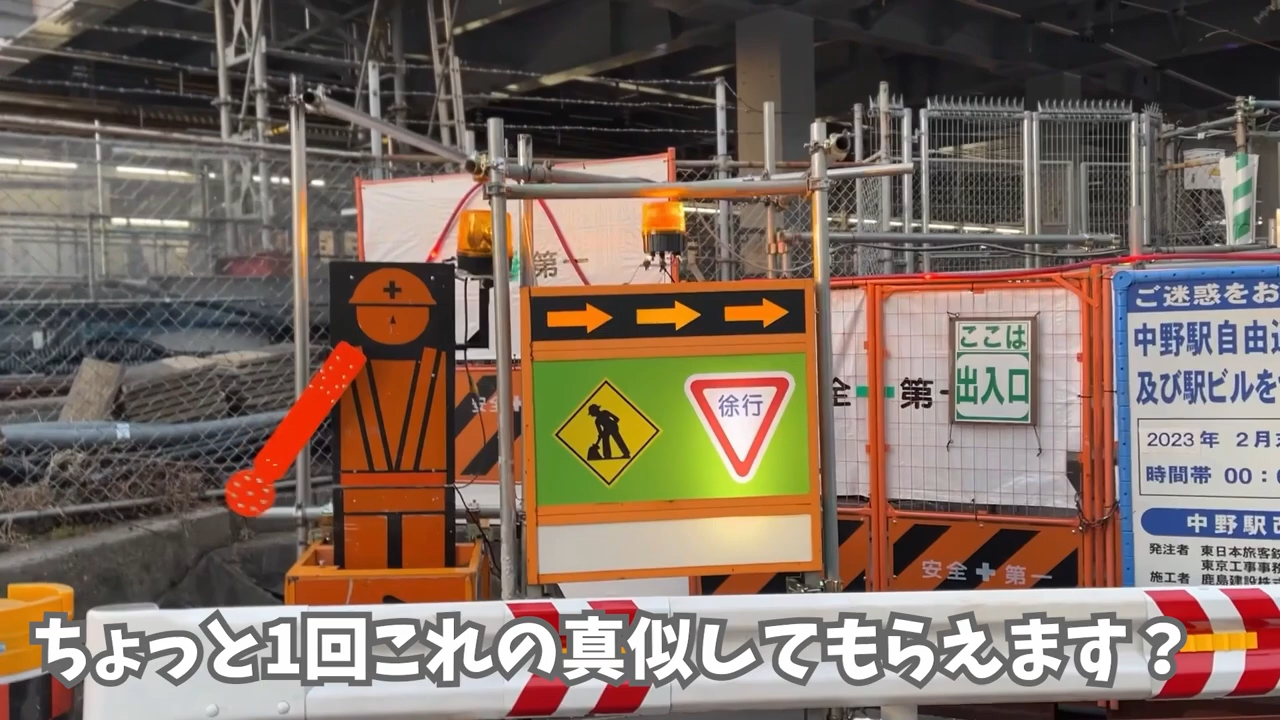 第一
安全
徐行
全 第一
ここは
出入口
安全 第一
ご迷惑をお
中野駅自由
及び駅ビルを
2023年 2月
時間帯 00:
中野駅
発注者 東日本旅客鉄
東京工事事務
施工者 鹿島建設株
ちょっと1回これの真似してもらえます？